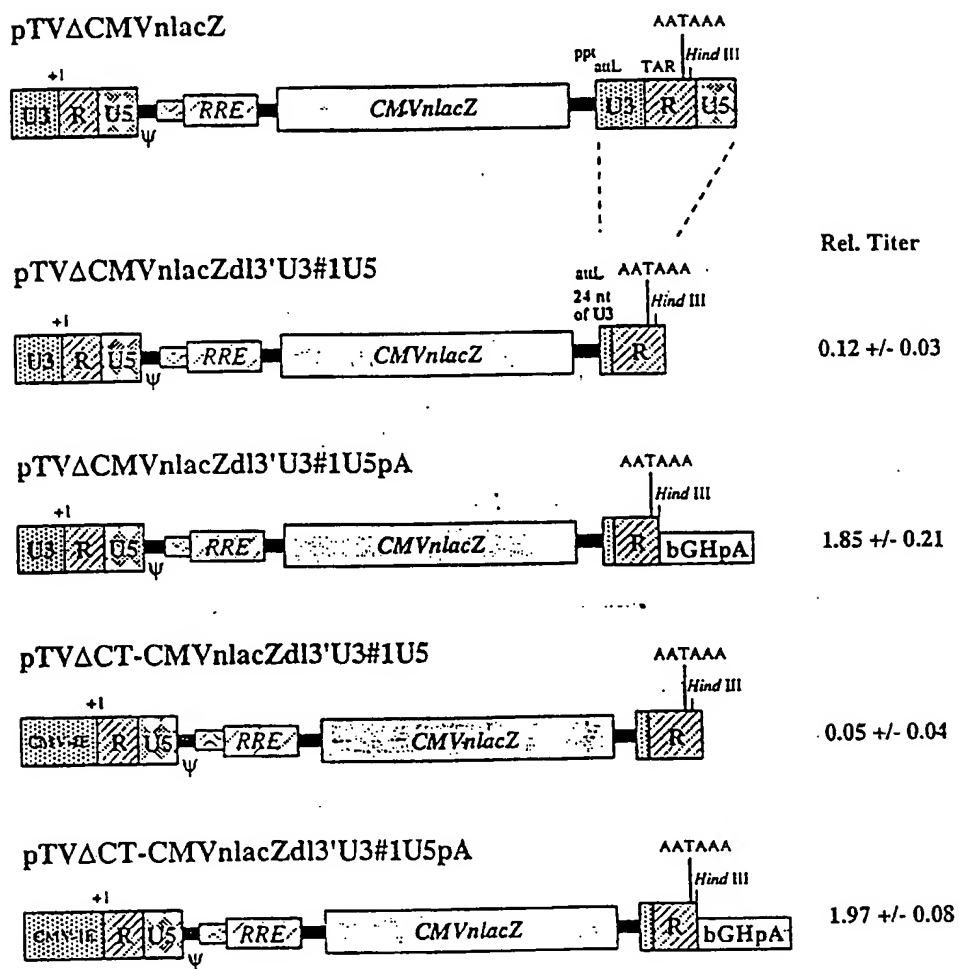 pTVΔCMVnlacZ
AATAAA
ppt
attL TAR Hind III
+1
U3 R U5 RRE CMVnlacZ U3 R U5
Ψ
Rel. Titer
pTVΔCMVnlacZdl3'U3#1U5
attL AATAAA
24 nt
of U3
Hind III
+1
U3 R U5 RRE CMVnlacZ R
0.12 +/- 0.03
Ψ
pTVΔCMVnlacZdl3'U3#1U5pA
AATAAA
Hind III
+1
U3 R U5 RRE CMVnlacZ R bGHpA
1.85 +/- 0.21
Ψ
pTVΔCT-CMVnlacZdl3'U3#1U5
AATAAA
Hind III
+1
CMV-IE R U5 RRE CMVnlacZ R
0.05 +/- 0.04
Ψ
pTVΔCT-CMVnlacZdl3'U3#1U5pA
AATAAA
Hind III
+1
CMV-IE R U5 RRE CMVnlacZ R bGHpA
1.97 +/- 0.08
Ψ